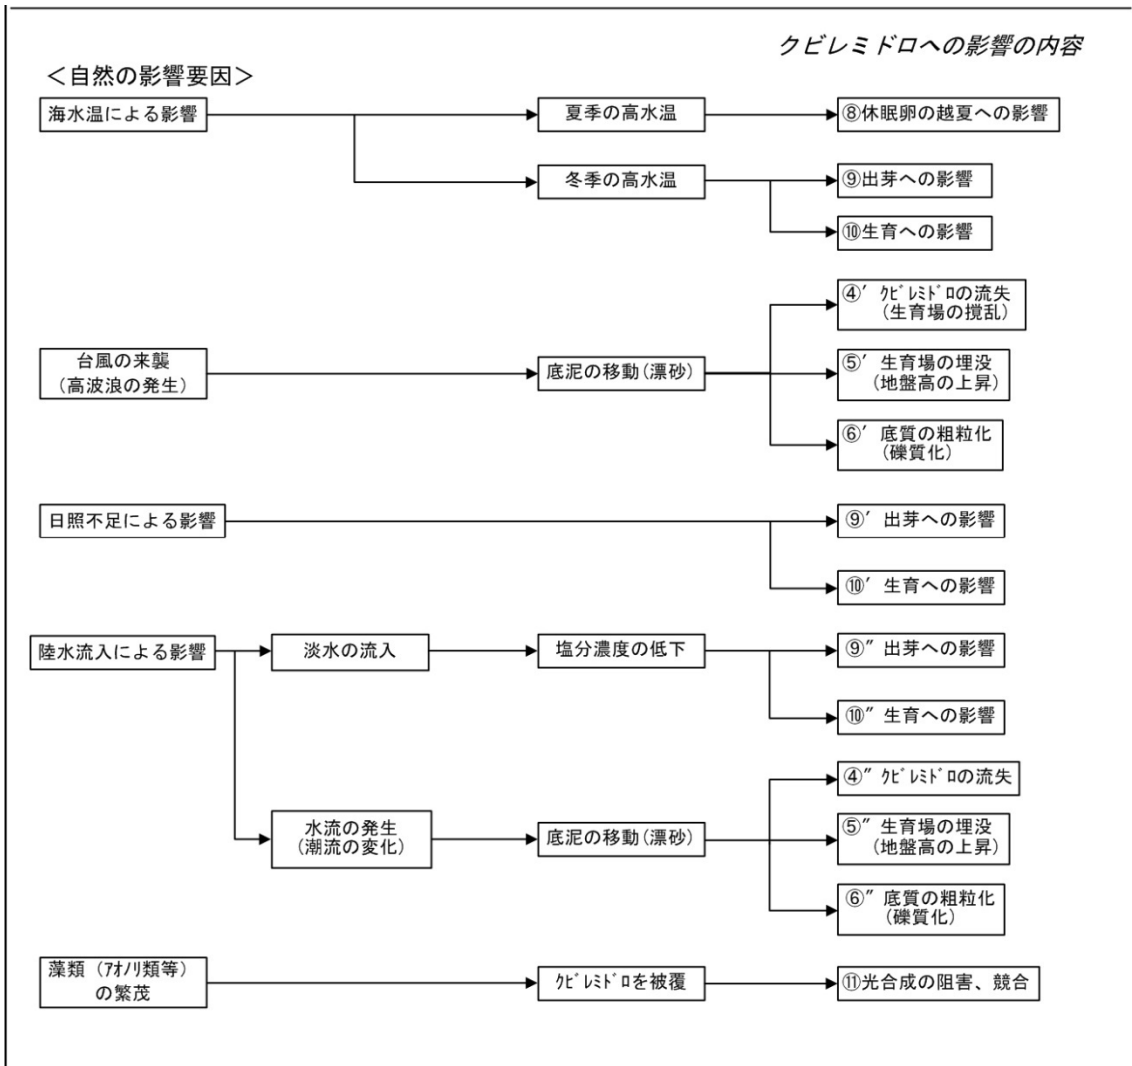 クビレミドロへの影響の内容
＜自然の影響要因＞
海水温による影響
夏季の高水温
⑧休眠卵の越夏への影響
冬季の高水温
⑨出芽への影響
⑩生育への影響
台風の来襲
(高波浪の発生)
底泥の移動(漂砂)
④′ ｸﾋﾞﾚﾐﾄﾞﾛの流失
(生育場の撹乱)
⑤′ 生育場の埋没
(地盤高の上昇)
⑥′ 底質の粗粒化
(礫質化)
日照不足による影響
⑨′ 出芽への影響
⑩′ 生育への影響
陸水流入による影響
淡水の流入
塩分濃度の低下
⑨″ 出芽への影響
⑩″ 生育への影響
水流の発生
(潮流の変化)
底泥の移動(漂砂)
④″ ｸﾋﾞﾚﾐﾄﾞﾛの流失
⑤″ 生育場の埋没
(地盤高の上昇)
⑥″ 底質の粗粒化
(礫質化)
藻類（ｱｵﾉﾘ類等）
の繁茂
ｸﾋﾞﾚﾐﾄﾞﾛを被覆
⑪光合成の阻害、競合